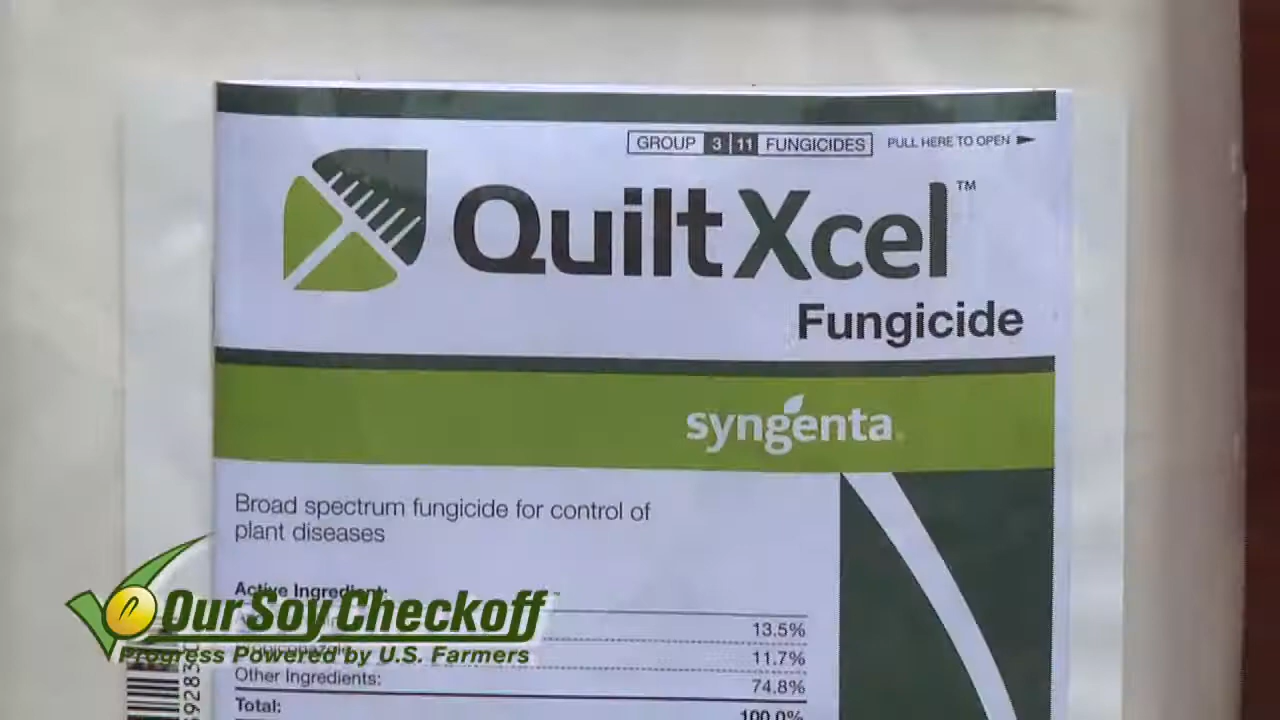 GROUP 3 11 FUNGICIDES PULL HERE TO OPEN
Quilt Xcel™
Fungicide
syngenta
Broad spectrum fungicide for control of
plant diseases
Active Ingredient:
Our Soy Checkoff
13.5%
Progress Powered by U.S. Farmers
11.7%
Other Ingredients:
74.8%
Total:
100.0%